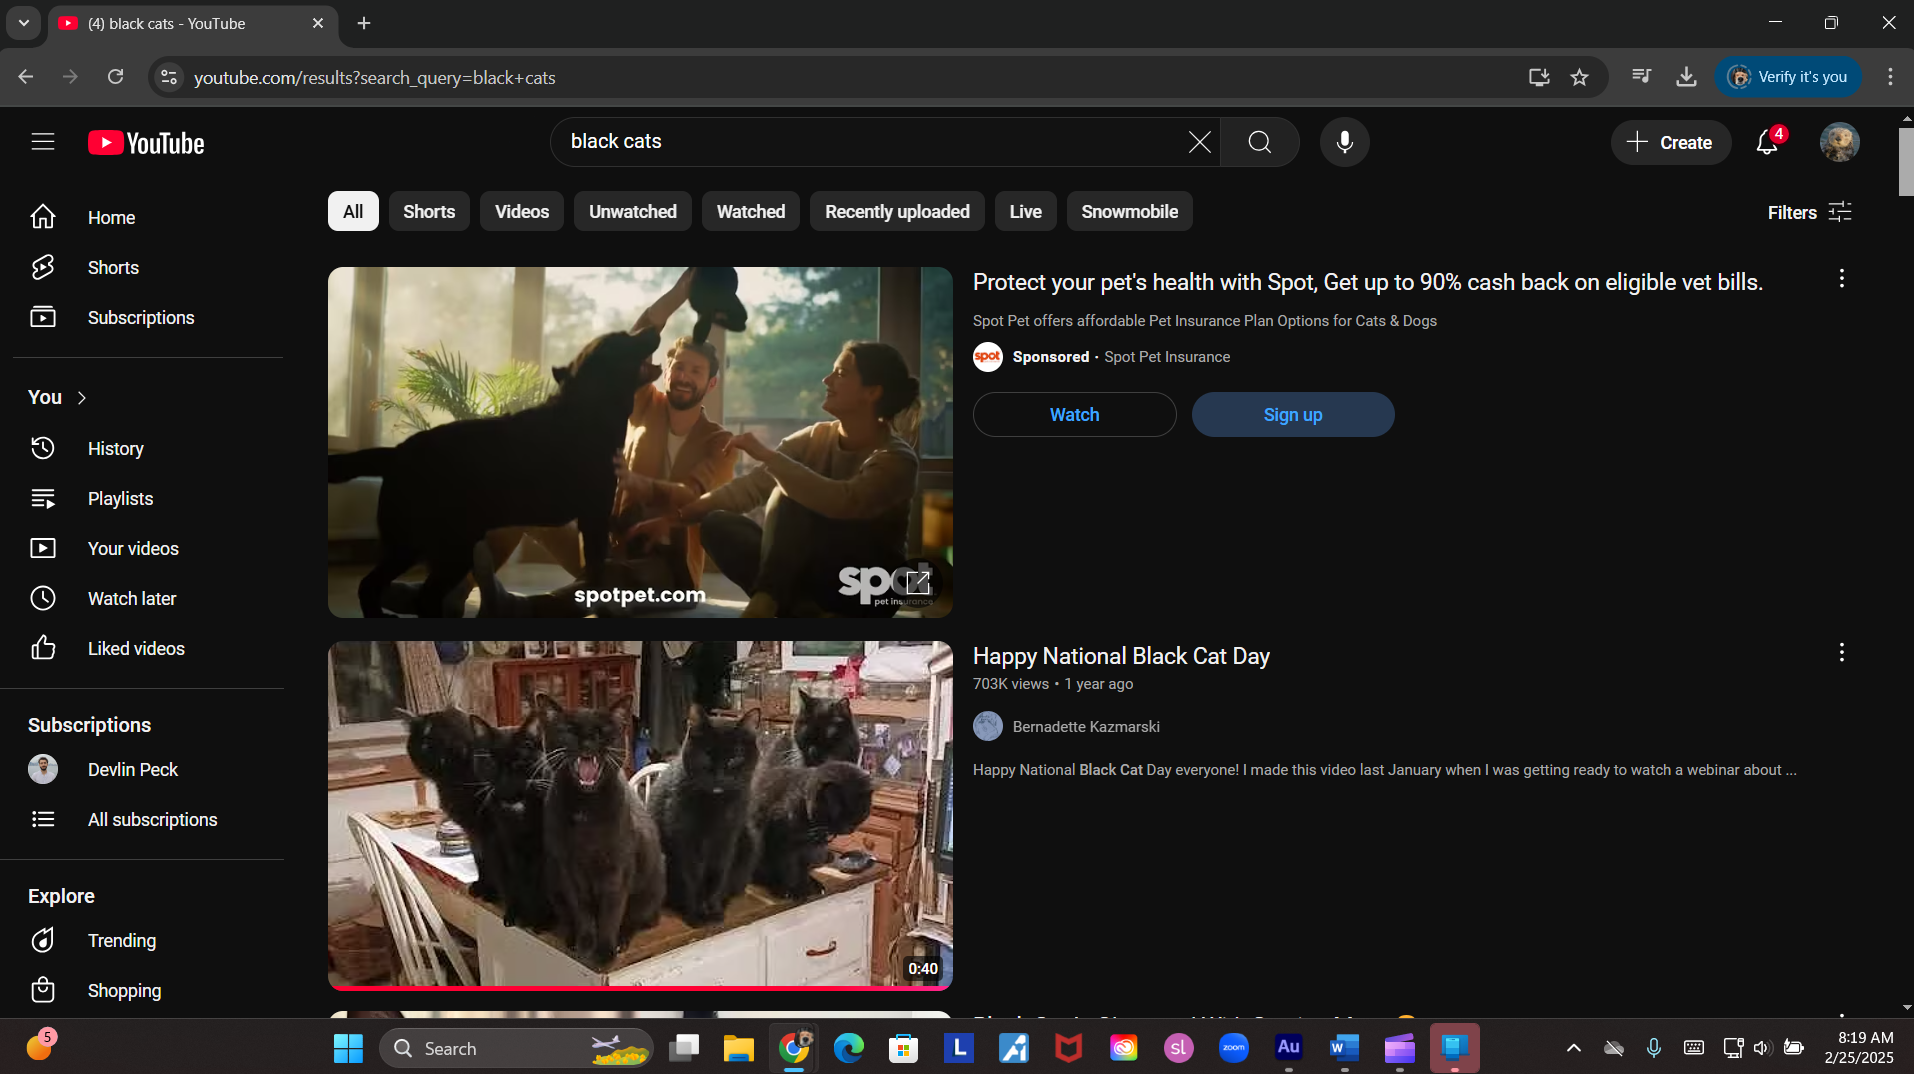 (4) black cats - YouTube
youtube.com/results?search_query=black+cats
Verify it's you
YouTube
black cats
Create
4
Home
Shorts
Subscriptions
You
History
Playlists
Your videos
Watch later
Liked videos
Subscriptions
Devlin Peck
All subscriptions
Explore
Trending
Shopping
All
Shorts
Videos
Unwatched
Watched
Recently uploaded
Live
Snowmobile
Filters
spotpet.com
spot
pet insurance
Protect your pet's health with Spot, Get up to 90% cash back on eligible vet bills.
Spot Pet offers affordable Pet Insurance Plan Options for Cats & Dogs
spot
Sponsored · Spot Pet Insurance
Watch
Sign up
0:40
Happy National Black Cat Day
703K views • 1 year ago
Bernadette Kazmarski
Happy National Black Cat Day everyone! I made this video last January when I was getting ready to watch a webinar about ...
5
Search
L
sl
zoom
Au
W
8:19 AM
2/25/2025